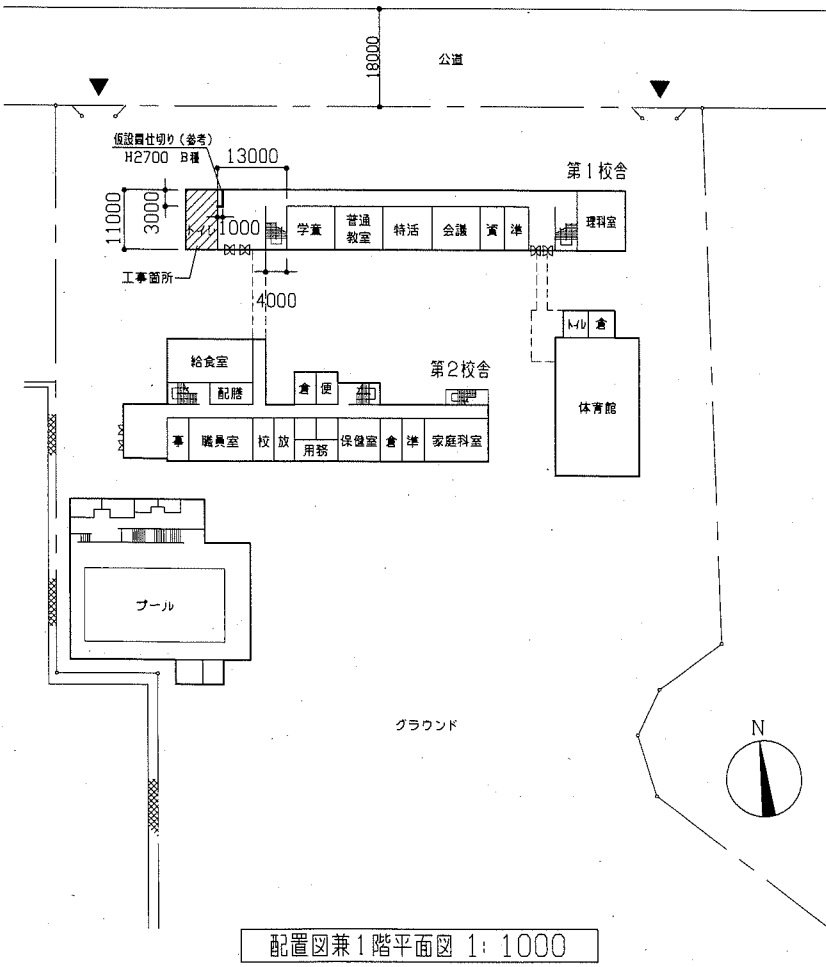 18000
公道
仮設間仕切り(参考)
H2700 B種
13000
第1校舎
11000
3000
トイレ
1000
学童
普通
教室
特活
会議
資
準
理科室
工事箇所
4000
トイレ
倉
給食室
配膳
倉
便
第2校舎
体育館
事
職員室
校
放
用務
保健室
倉
準
家庭科室
プール
グラウンド
N
配置図兼1階平面図 1:1000